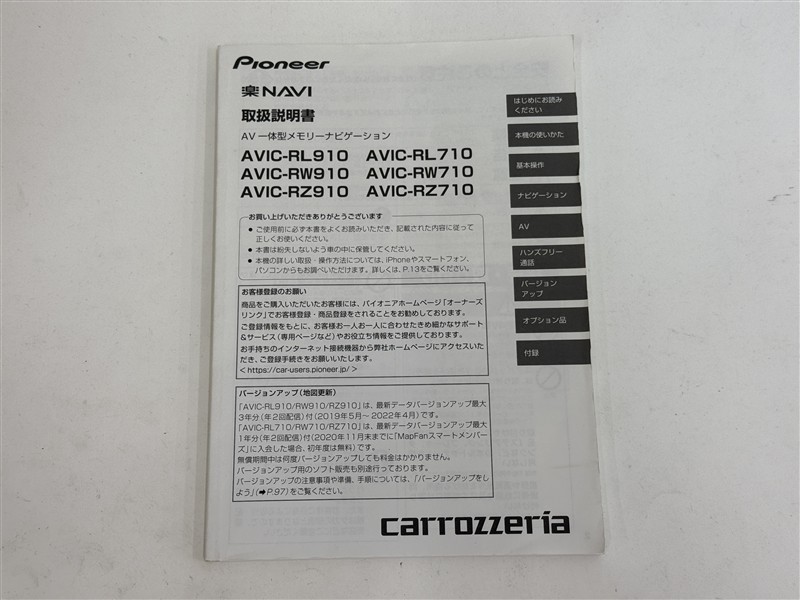 Pioneer
楽NAVI
取扱説明書
AV一体型メモリーナビゲーション
AVIC-RL910 AVIC-RL710
AVIC-RW910 AVIC-RW710
AVIC-RZ910 AVIC-RZ710
お買い上げいただきありがとうございます
● ご使用前に必ず本書をよくお読みいただき、記載された内容に従って
正しくお使いください。
● 本書は紛失しないよう車の中に保管してください。
● 本機の詳しい取扱・操作方法については、iPhoneやスマートフォン、
パソコンからもお調べいただけます。詳しくは、P.13をご覧ください。
お客様登録のお願い
商品をご購入いただいたお客様には、パイオニアホームページ「オーナーズ
リンク」でお客様登録・商品登録をされることをお勧めしております。
ご登録情報をもとに、お客様お一人お一人に合わせたきめ細かなサポート
&サービス(専用ページなど)やお役立ち情報をご提供しております。
お手持ちのインターネット接続機器から弊社ホームページにアクセスいた
だき、ご登録手続きをお願いいたします。
< https://car-users.pioneer.jp/ >
バージョンアップ(地図更新)
「AVIC-RL910/RW910/RZ910」は、最新データバージョンアップ最大
3年分(年2回配信)付(2019年5月～2022年4月)です。
「AVIC-RL710/RW710/RZ710」は、最新データバージョンアップ最大
1年分(年2回配信)付(2020年11月末までに「MapFanスマートメンバー
ズ」に入会した場合、初年度は無料)です。
無償期間中は何度バージョンアップしても料金はかかりません。
バージョンアップ用のソフト販売も別途行っております。
バージョンアップの注意事項や準備、手順については、「バージョンアップをし
よう」(➡P.97)をご覧ください。
carrozzeria
はじめにお読み
ください
本機の使いかた
基本操作
ナビゲーション
AV
ハンズフリー
通話
バージョン
アップ
オプション品
付録